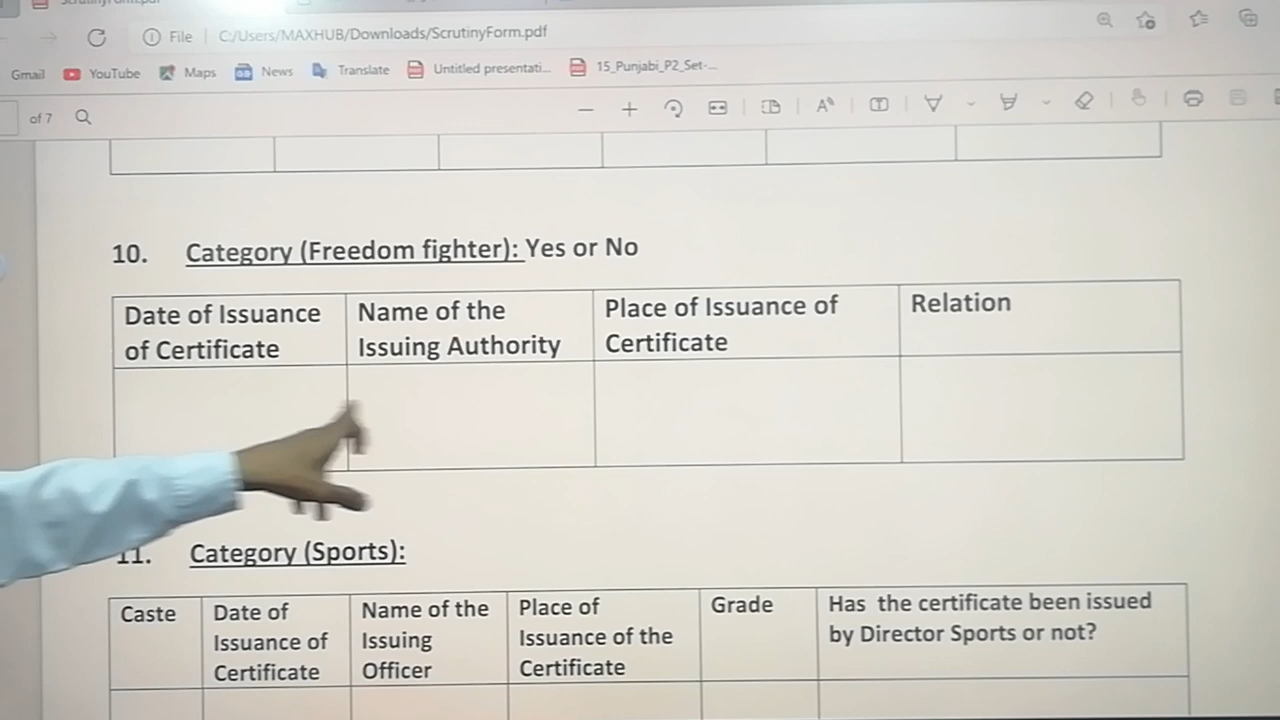 File | C:/Users/MAXHUB/Downloads/ScrutinyForm.pdf
Gmail YouTube Maps News Translate Untitled presentati... 15_Punjabi_P2_Set-...
of 7
10. Category (Freedom fighter): Yes or No
Date of Issuance of Certificate
Name of the Issuing Authority
Place of Issuance of Certificate
Relation
11. Category (Sports):
Caste
Date of Issuance of Certificate
Name of the Issuing Officer
Place of Issuance of the Certificate
Grade
Has the certificate been issued by Director Sports or not?